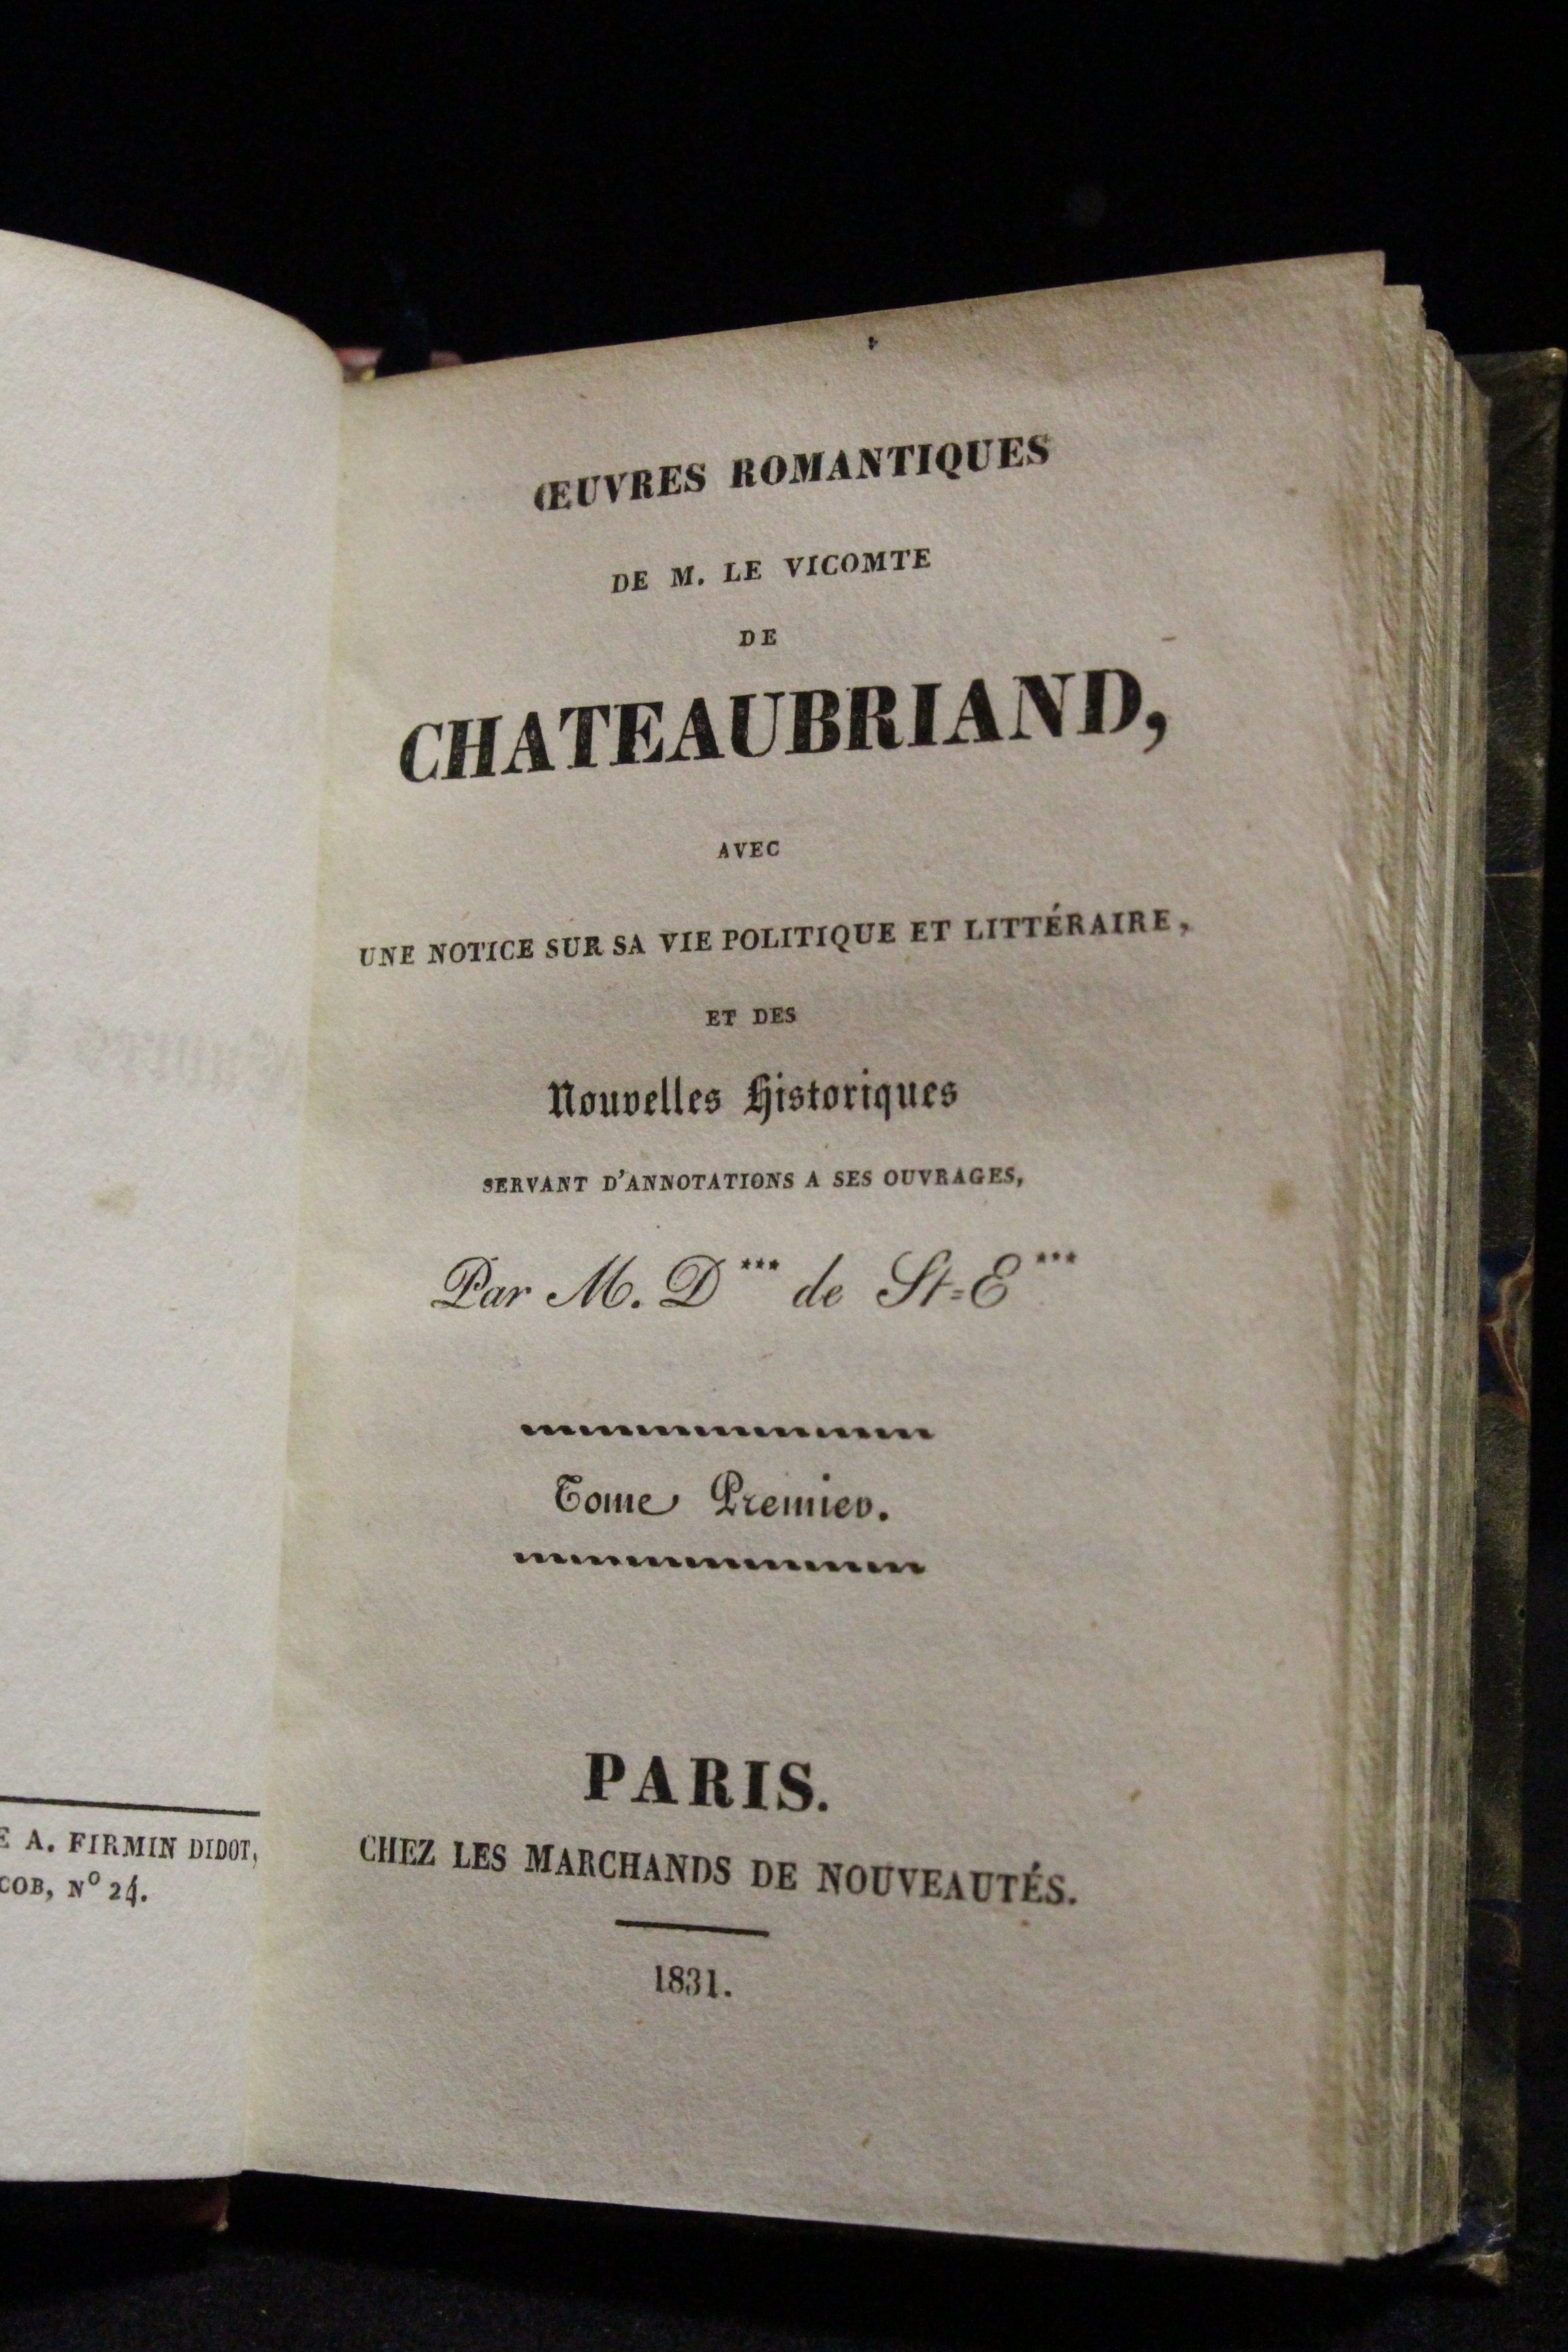 E A. FIRMIN DIDOT,
COB, N° 24.
ŒUVRES ROMANTIQUES
DE M. LE VICOMTE
DE
CHATEAUBRIAND,
AVEC
UNE NOTICE SUR SA VIE POLITIQUE ET LITTÉRAIRE,
ET DES
Nouvelles Historiques
SERVANT D'ANNOTATIONS A SES OUVRAGES,
Par M. D*** de St=E***
Tome Premier.
PARIS.
CHEZ LES MARCHANDS DE NOUVEAUTÉS.
1831.